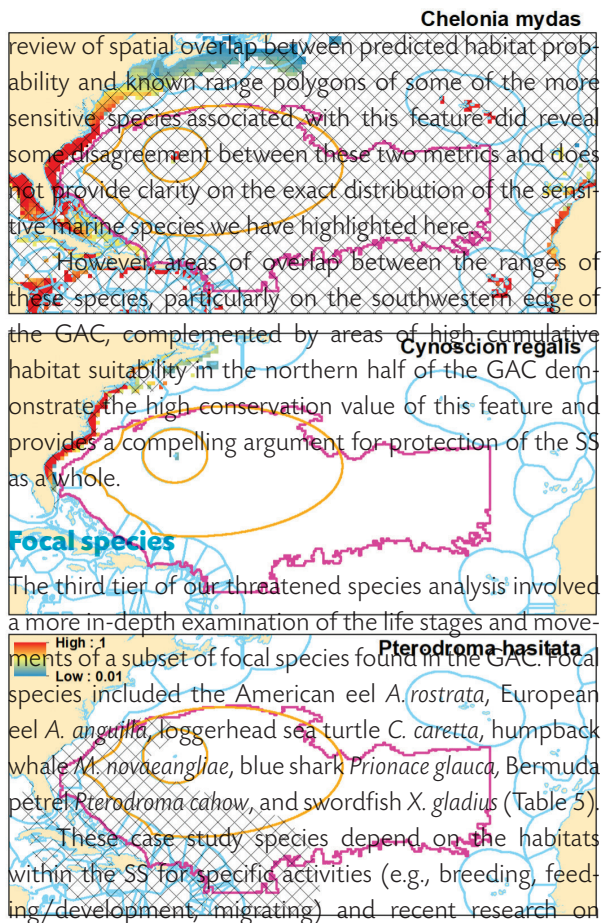 Chelonia mydas
review of spatial overlap between predicted habitat prob-
ability and known range polygons of some of the more
sensitive species associated with this feature did reveal
some disagreement between these two metrics and does
not provide clarity on the exact distribution of the sensi-
tive marine species we have highlighted here.
However, areas of overlap between the ranges of
these species, particularly on the southwestern edge of
the GAC, complemented by areas of high cumulative
Cynoscion regalis
habitat suitability in the northern half of the GAC dem-
onstrate the high conservation value of this feature and
provides a compelling argument for protection of the SS
as a whole.
Focal species
The third tier of our threatened species analysis involved
a more in-depth examination of the life stages and move-
High : 1
Pterodroma hasitata
ments of a subset of focal species found in the GAC. Focal
Low : 0.01
species included the American eel A. rostrata, European
eel A. anguilla, loggerhead sea turtle C. caretta, humpback
whale M. novaeangliae, blue shark Prionace glauca, Bermuda
petrel Pterodroma cahow, and swordfish X. gladius (Table 5).
These case study species depend on the habitats
within the SS for specific activities (e.g., breeding, feed-
ing/development, migrating) and recent research on